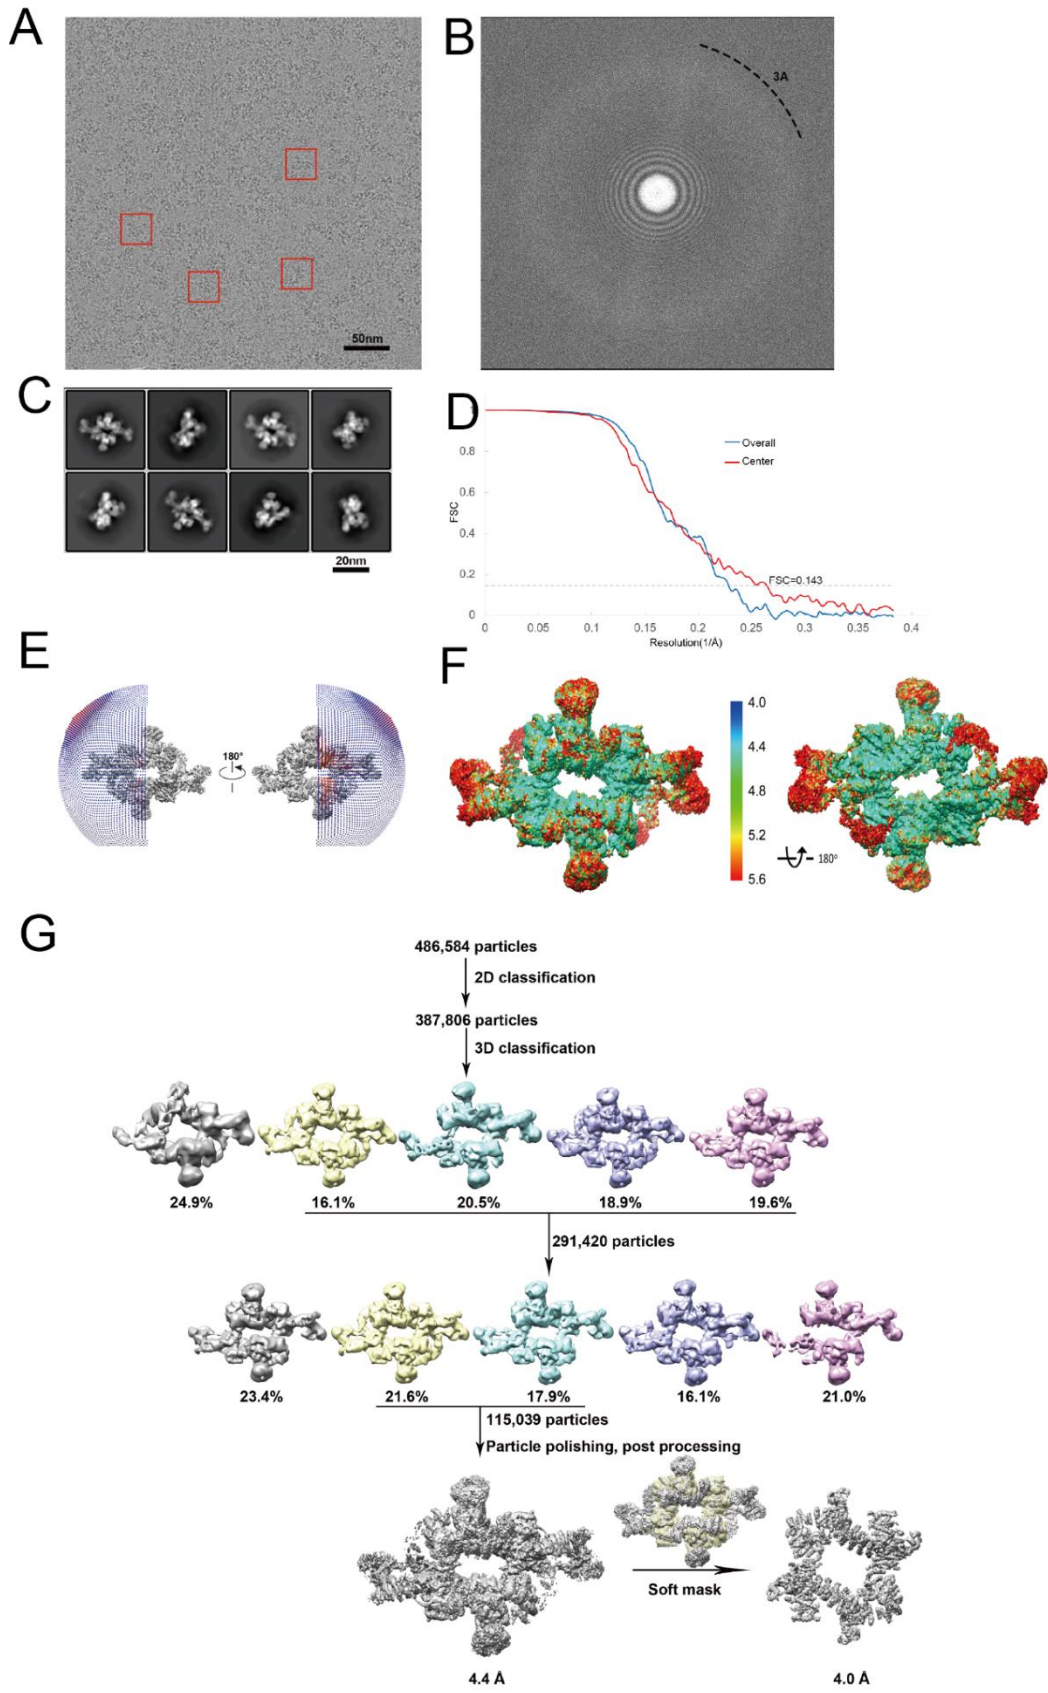 A
50nm
B
3A
C
20nm
D
0.8
0.6
0.4
0.2
0
FSC
Overall
Center
FSC=0.143
0 0.05 0.1 0.15 0.2 0.25 0.3 0.35 0.4
Resolution(1/Å)
E
180°
F
4.0
4.4
4.8
5.2
5.6
180°
G
486,584 particles
2D classification
387,806 particles
3D classification
24.9% 16.1% 20.5% 18.9% 19.6%
291,420 particles
23.4% 21.6% 17.9% 16.1% 21.0%
115,039 particles
Particle polishing, post processing
Soft mask
4.4 Å 4.0 Å